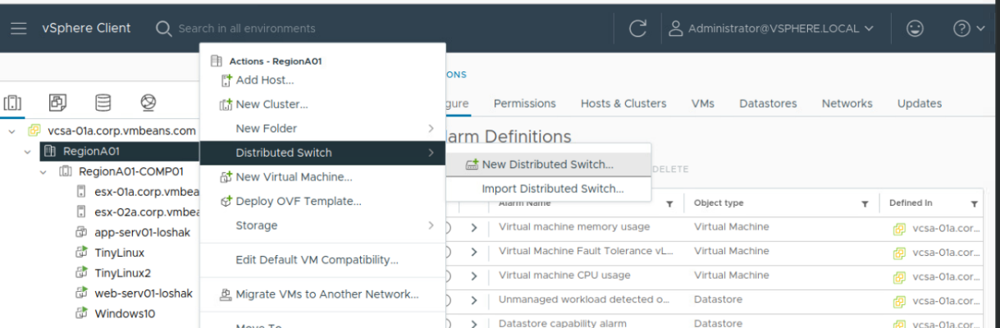 vSphere Client
Search in all environments
Administrator@VSPHERE.LOCAL
Actions - RegionA01
Add Host...
New Cluster...
New Folder
Distributed Switch
New Virtual Machine...
Deploy OVF Template...
Storage
Edit Default VM Compatibility...
Migrate VMs to Another Network...
New Distributed Switch...
Import Distributed Switch...
vcsa-01a.corp.vmbeans.com
RegionA01
RegionA01-COMP01
esx-01a.corp.vmbea
esx-02a.corp.vmbea
app-serv01-loshak
TinyLinux
TinyLinux2
web-serv01-loshak
Windows10
ONS
gure Permissions Hosts & Clusters VMs Datastores Networks Updates
arm Definitions
DELETE
Alarm Name Object type Defined In
Virtual machine memory usage Virtual Machine vcsa-01a.cor...
Virtual Machine Fault Tolerance vL... Virtual Machine vcsa-01a.cor...
Virtual machine CPU usage Virtual Machine vcsa-01a.cor...
Unmanaged workload detected o... Datastore vcsa-01a.cor...
Datastore capability alarm Datastore vcsa-01a.cor...